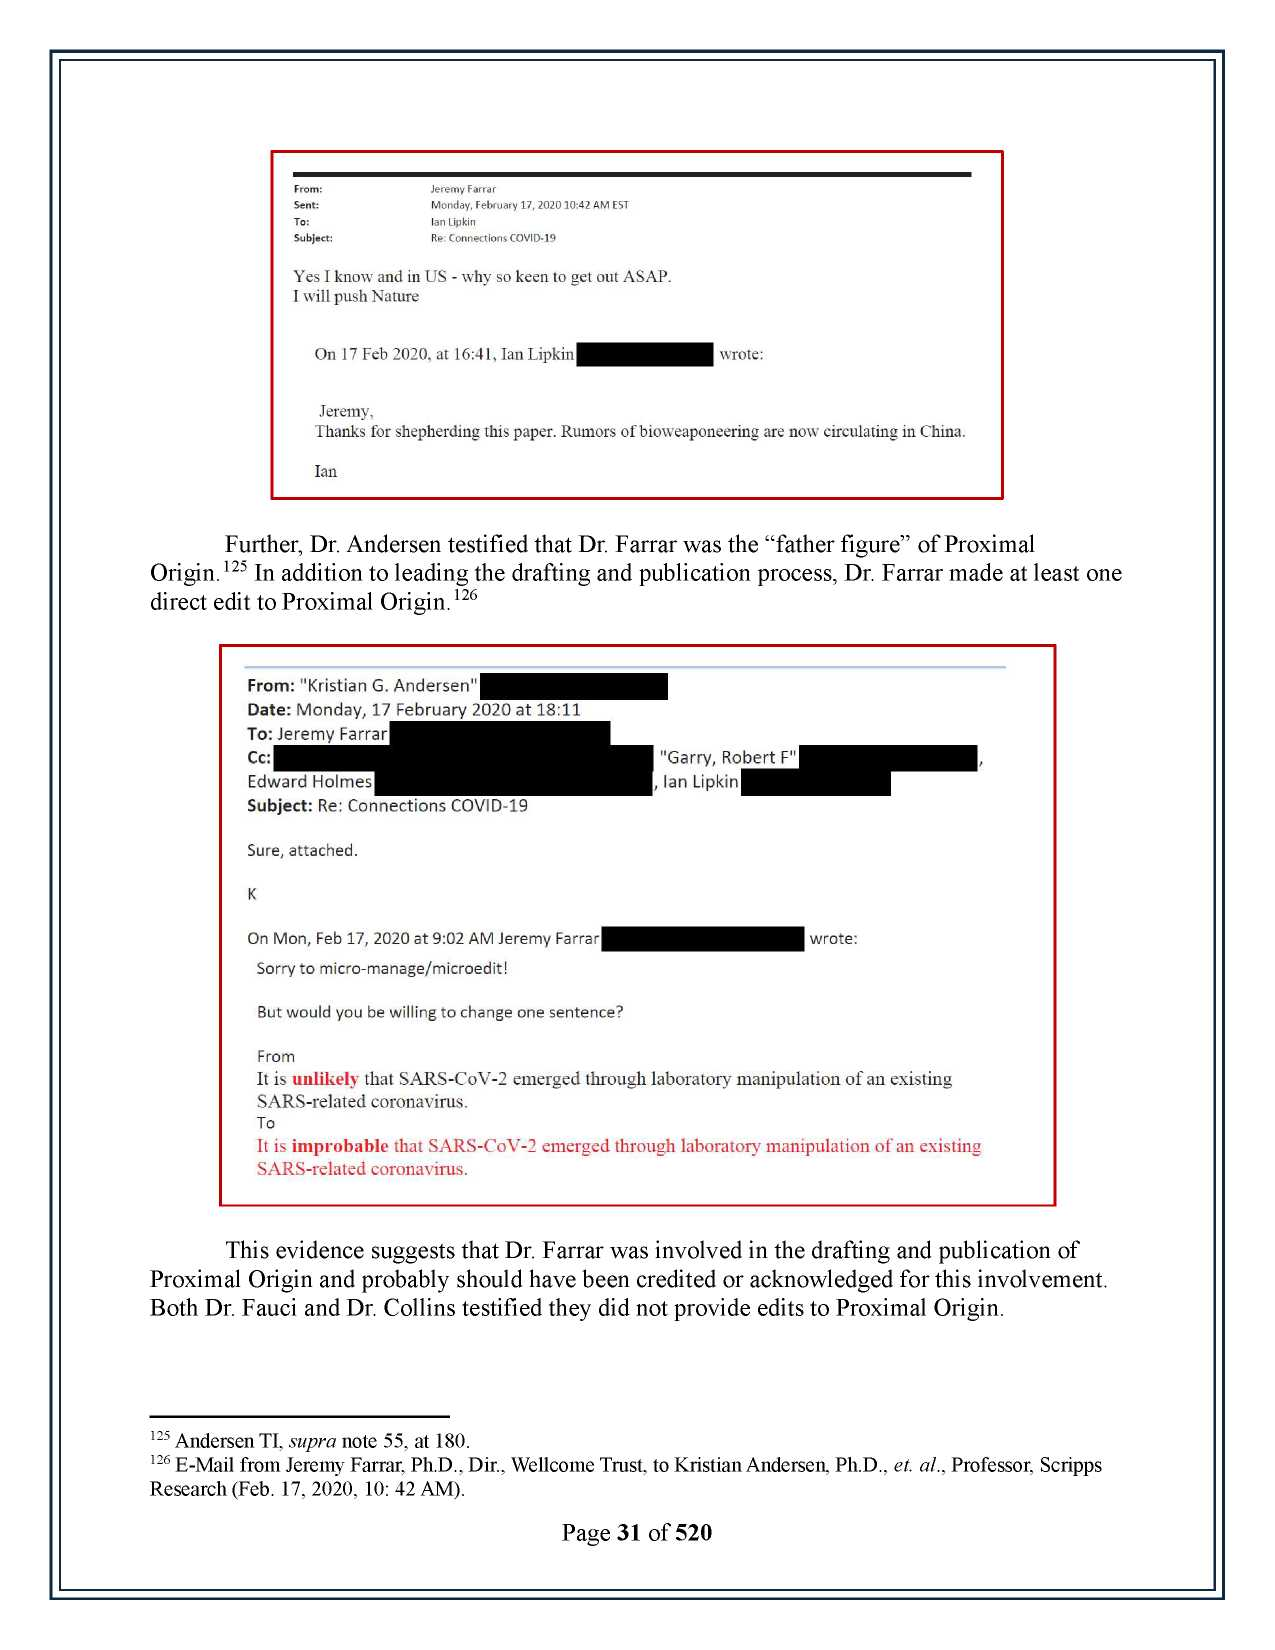 From: Jeremy Farrar
Sent: Monday, February 17, 2020 10:42 AM EST
To: Ian Lipkin
Subject: Re: Connections COVID-19
Yes I know and in US - why so keen to get out ASAP.
I will push Nature
On 17 Feb 2020, at 16:41, Ian Lipkin wrote:
Jeremy,
Thanks for shepherding this paper. Rumors of bioweaponeering are now circulating in China.
Ian
Further, Dr. Andersen testified that Dr. Farrar was the “father figure” of Proximal
Origin.125 In addition to leading the drafting and publication process, Dr. Farrar made at least one
direct edit to Proximal Origin.126
From: "Kristian G. Andersen"
Date: Monday, 17 February 2020 at 18:11
To: Jeremy Farrar
Cc: "Garry, Robert F" ,
Edward Holmes , Ian Lipkin
Subject: Re: Connections COVID-19
Sure, attached.
K
On Mon, Feb 17, 2020 at 9:02 AM Jeremy Farrar wrote:
Sorry to micro-manage/microedit!
But would you be willing to change one sentence?
From
It is unlikely that SARS-CoV-2 emerged through laboratory manipulation of an existing
SARS-related coronavirus.
To
It is improbable that SARS-CoV-2 emerged through laboratory manipulation of an existing
SARS-related coronavirus.
This evidence suggests that Dr. Farrar was involved in the drafting and publication of
Proximal Origin and probably should have been credited or acknowledged for this involvement.
Both Dr. Fauci and Dr. Collins testified they did not provide edits to Proximal Origin.
125 Andersen TI, supra note 55, at 180.
126 E-Mail from Jeremy Farrar, Ph.D., Dir., Wellcome Trust, to Kristian Andersen, Ph.D., et. al., Professor, Scripps
Research (Feb. 17, 2020, 10: 42 AM).
Page 31 of 520